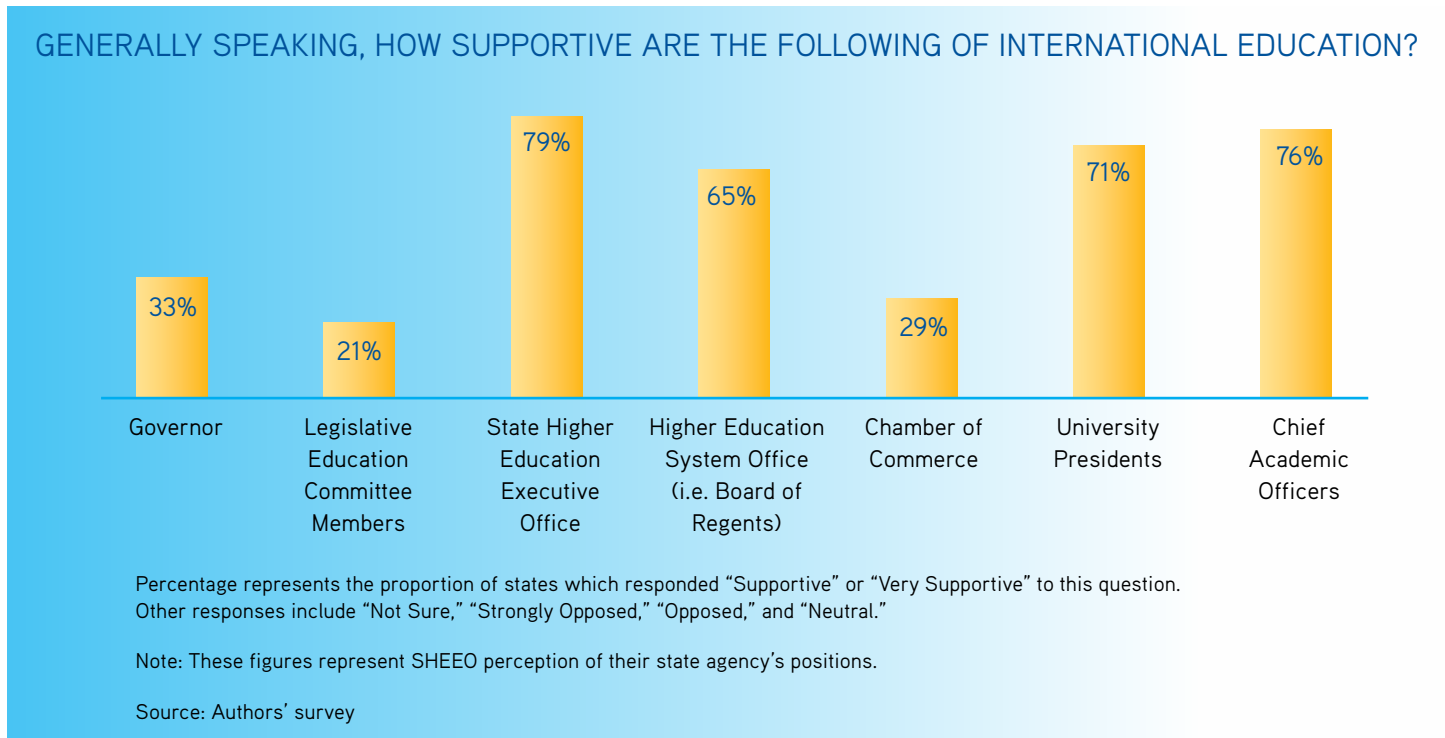 GENERALLY SPEAKING, HOW SUPPORTIVE ARE THE FOLLOWING OF INTERNATIONAL EDUCATION?
33%
21%
79%
65%
29%
71%
76%
Governor
Legislative
Education
Committee
Members
State Higher
Education
Executive
Office
Higher Education
System Office
(i.e. Board of
Regents)
Chamber of
Commerce
University
Presidents
Chief
Academic
Officers
Percentage represents the proportion of states which responded “Supportive” or “Very Supportive” to this question.
Other responses include “Not Sure,” “Strongly Opposed,” “Opposed,” and “Neutral.”
Note: These figures represent SHEEO perception of their state agency’s positions.
Source: Authors’ survey